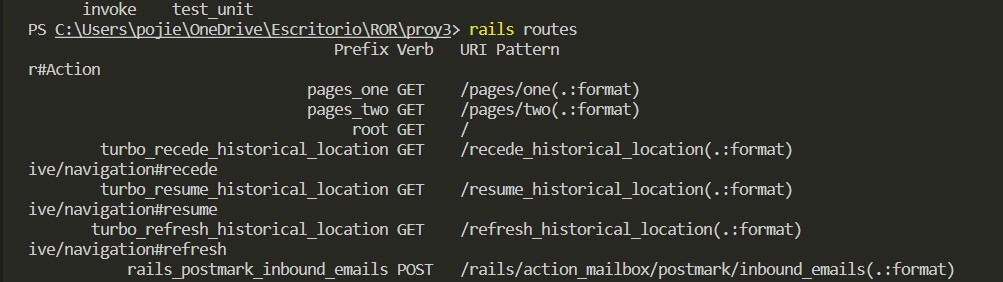 invoke test_unit
PS C:\Users\pojie\OneDrive\Escritorio\ROR\proy3> rails routes
Prefix Verb URI Pattern
r#Action
pages_one GET /pages/one(.:format)
pages_two GET /pages/two(.:format)
root GET /
turbo_recede_historical_location GET /recede_historical_location(.:format)
ive/navigation#recede
turbo_resume_historical_location GET /resume_historical_location(.:format)
ive/navigation#resume
turbo_refresh_historical_location GET /refresh_historical_location(.:format)
ive/navigation#refresh
rails_postmark_inbound_emails POST /rails/action_mailbox/postmark/inbound_emails(.:format)